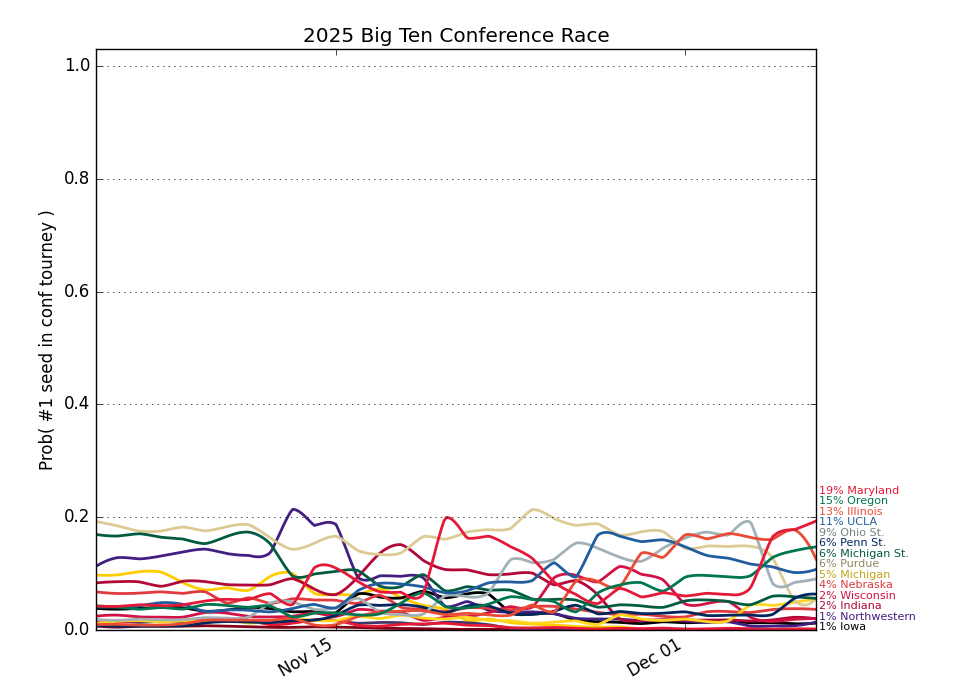 2025 Big Ten Conference Race
Prob( #1 seed in conf tourney )
1.0
0.8
0.6
0.4
0.2
0.0
Nov 15
Dec 01
19% Maryland
15% Oregon
13% Illinois
11% UCLA
9% Ohio St.
6% Penn St.
6% Michigan St.
6% Purdue
5% Michigan
4% Nebraska
2% Wisconsin
2% Indiana
1% Northwestern
1% Iowa